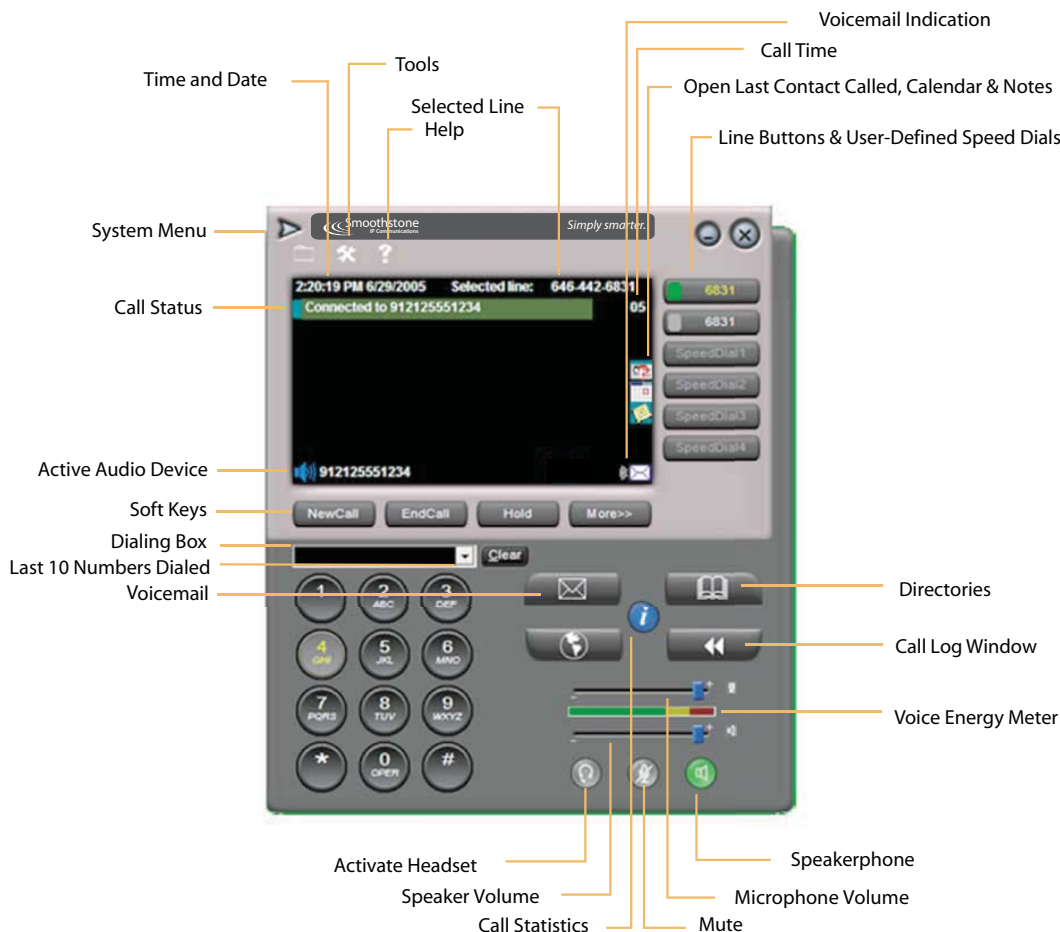 Voicemail Indication
Call Time
Tools
Time and Date
Open Last Contact Called, Calendar & Notes
Selected Line
Help
Line Buttons & User-Defined Speed Dials
System Menu
Smoothstone
IP Communications
Simply smarter.
?
2:20:19 PM 6/29/2005 Selected line: 646-442-6831
6831
Call Status
Connected to 912125551234
05
6831
SpeedDial1
SpeedDial2
SpeedDial3
SpeedDial4
Active Audio Device
912125551234
Soft Keys
NewCall
EndCall
Hold
More>>
Dialing Box
Clear
Last 10 Numbers Dialed
Voicemail
1
2 ABC
3 DEF
Directories
i
4 GHI
5 JKL
6 MNO
Call Log Window
7 PQRS
8 TUV
9 WXYZ
- +
Voice Energy Meter
- +
*
0 OPER
#
Activate Headset
Speakerphone
Speaker Volume
Microphone Volume
Call Statistics
Mute